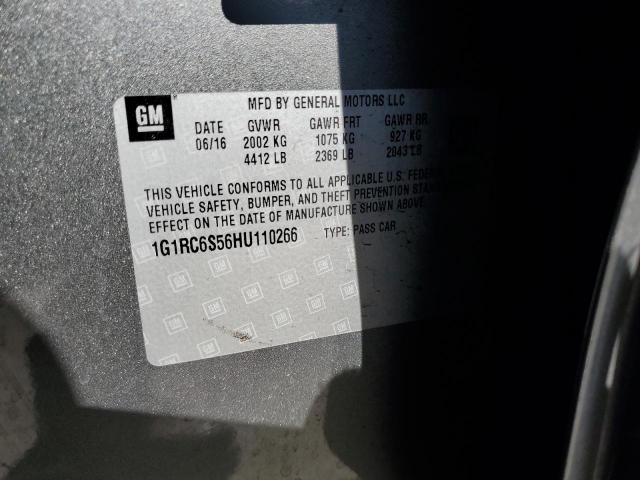 GM
MFD BY GENERAL MOTORS LLC
DATE GVWR GAWR FRT GAWR RR
06/16 2002 KG 1075 KG 927 KG
4412 LB 2369 LB 2043 LB
THIS VEHICLE CONFORMS TO ALL APPLICABLE U.S. FEDERAL
VEHICLE SAFETY, BUMPER, AND THEFT PREVENTION
EFFECT ON THE DATE OF MANUFACTURE SHOWN ABOVE.
1G1RC6S56HU110266 TYPE: PASS CAR